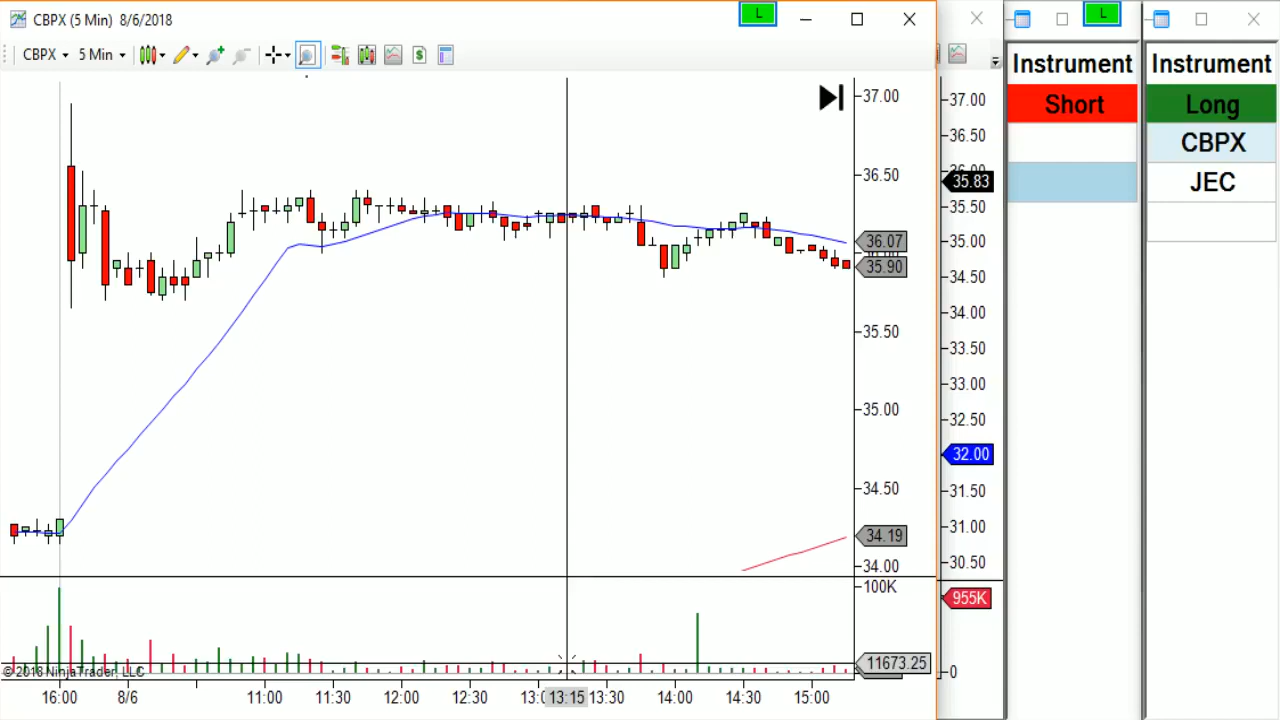 CBPX (5 Min) 8/6/2018
L
L
CBPX
5 Min
Instrument
Instrument
Short
Long
CBPX
JEC
37.00
36.50
36.07
35.90
35.50
35.00
34.50
34.19
34.00
100K
11673.25
37.00
36.50
35.83
35.50
35.00
34.50
34.00
33.50
33.00
32.50
32.00
31.50
31.00
30.50
955K
0
© 2018 NinjaTrader, LLC
16:00
8/6
11:00
11:30
12:00
12:30
13:15
13:30
14:00
14:30
15:00